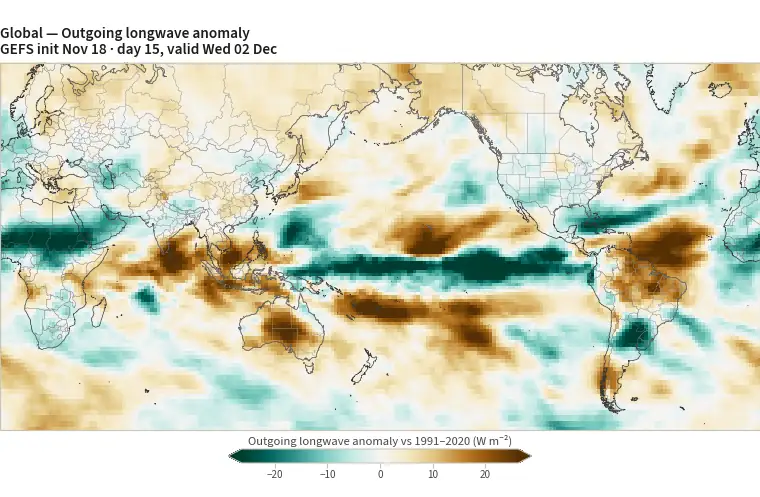 Global — Outgoing longwave anomaly
GEFS init Nov 18 · day 15, valid Wed 02 Dec
Outgoing longwave anomaly vs 1991–2020 (W m⁻²)
−20 −10 0 10 20